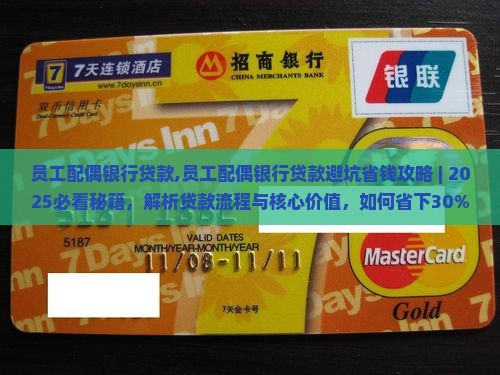 7 7天连锁酒店
www.7daysinn.cn
招商银行
CHINA MERCHANTS BANK
银联
双币信用卡
Dual-Currency Credit Card
7Days Inn
员工配偶银行贷款,员工配偶银行贷款避坑省钱攻略 | 20
25必看秘籍，解析贷款流程与核心价值，如何省下30%
5187
VALID DATES
MONTH/YEAR-MONTH/YEAR
11/08-11/11
MasterCard
7天会卡号
Gold